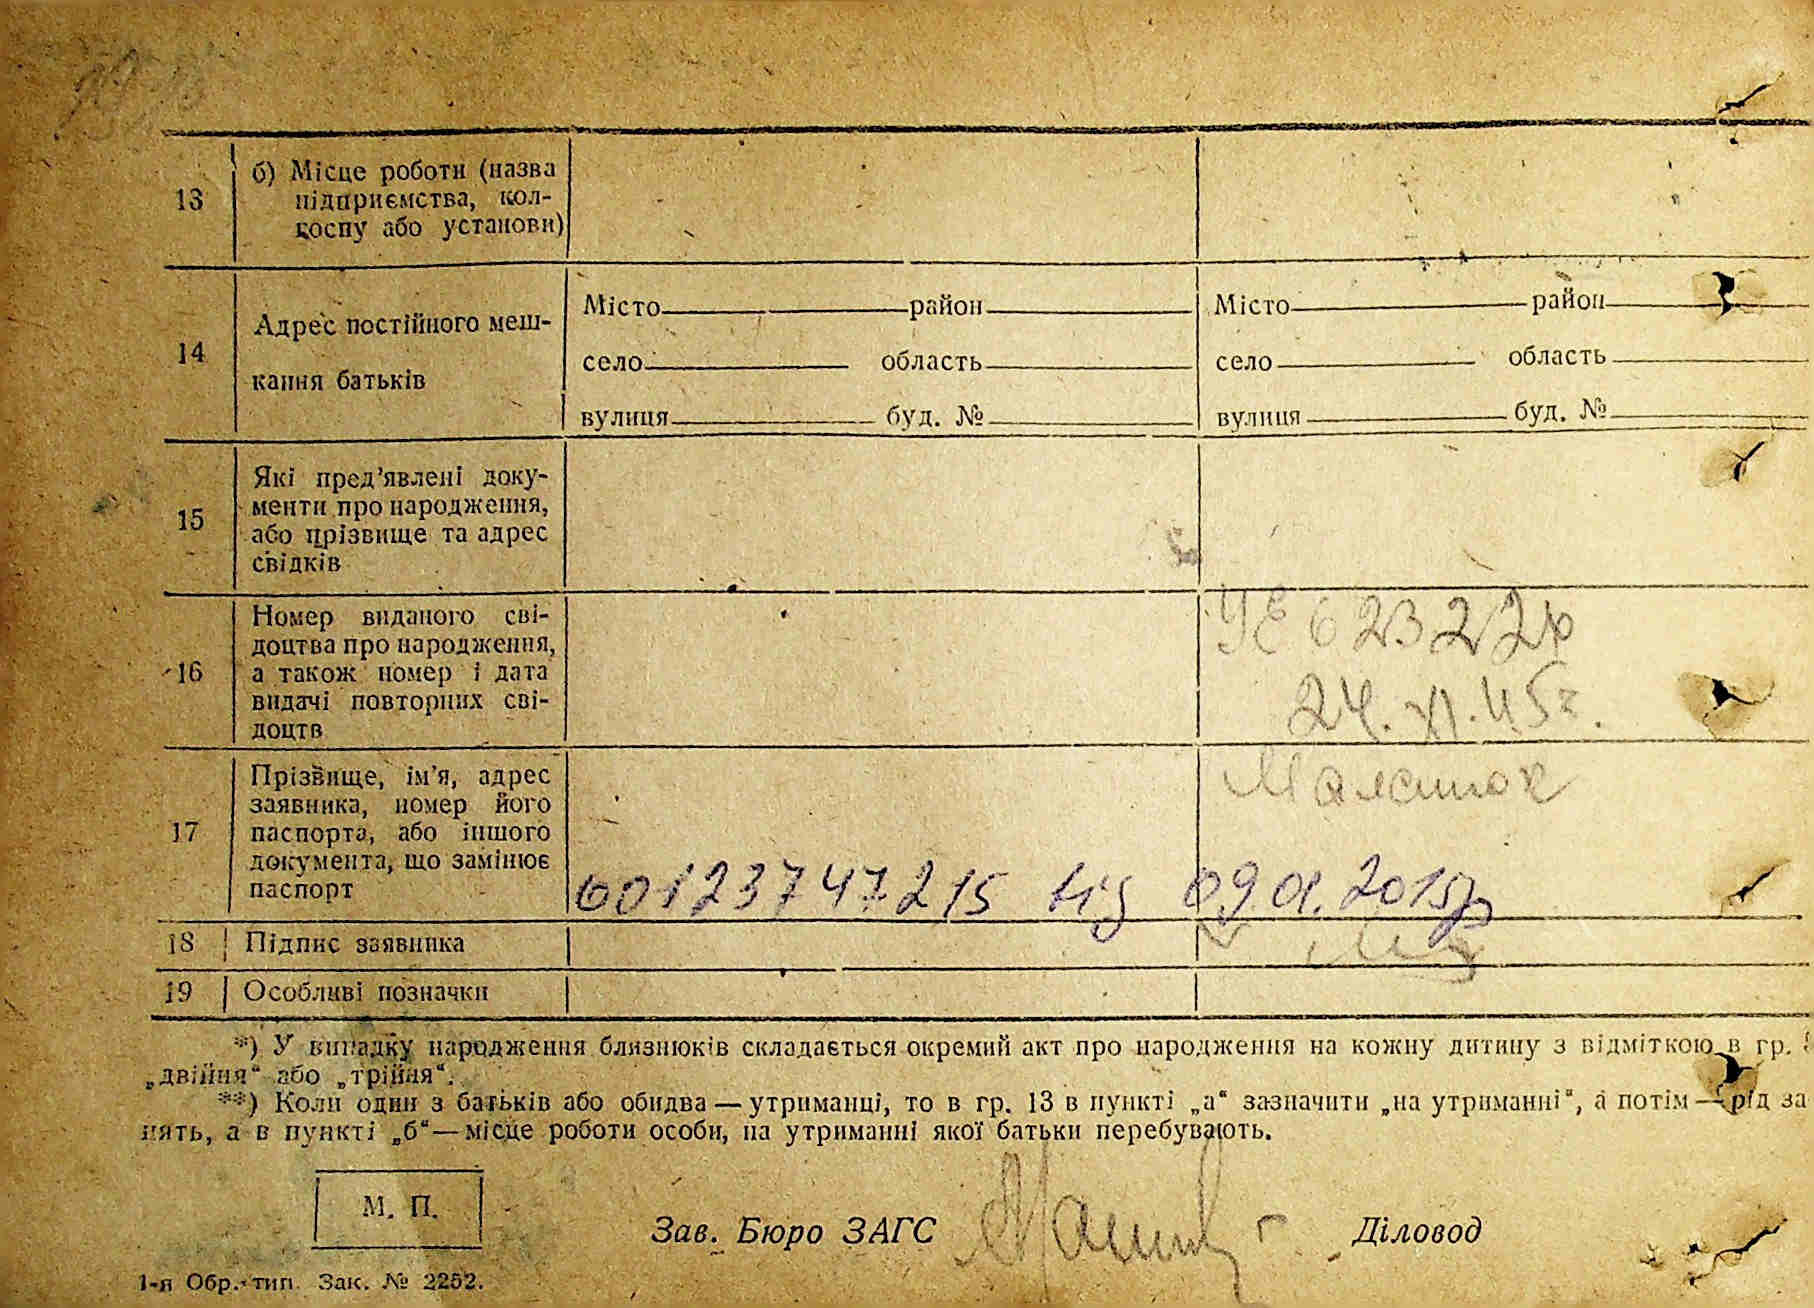 13 б) Місце роботи (назва
підприємства, кол-
госпу або установи)
14 Адрес постійного меш-
кання батьків
Місто район
село область
вулиця буд. №
Місто район
село область
вулиця буд. №
15 Які пред’явлені доку-
менти про народження,
або прізвище та адрес
свідків
16 Номер виданого сві-
доцтва про народження,
а також номер і дата
видачі повторних сві-
доцтв
24.XI.45г.
17 Прізвище, ім’я, адрес
заявника, номер його
паспорта, або іншого
документа, що замінює
паспорт
60123747215 від 09.01.2015р
18 Підпис заявника
19 Особливі позначки
*) У випадку народження близнюків складається окремий акт про народження на кожну дитину з відміткою в гр.
„двійня“ або „трійня“.
**) Коли один з батьків або обидва — утриманці, то в гр. 13 в пункті „а“ зазначити „на утриманні“, а потім — рід за
нять, а в пункті „б“ — місце роботи особи, на утриманні якої батьки перебувають.
М. П.
Зав. Бюро ЗАГС Діловод
1-я Обр. тип. Зак. № 2252.